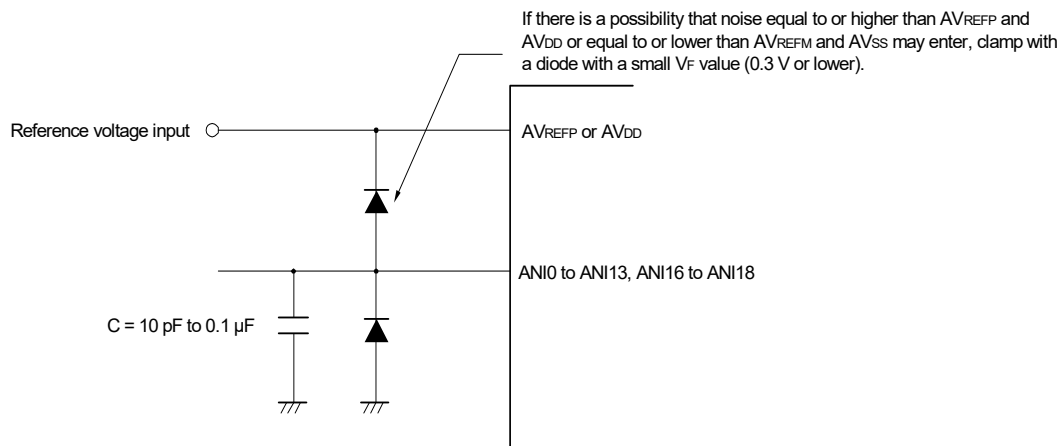 If there is a possibility that noise equal to or higher than AVREFP and
AVDD or equal to or lower than AVREFM and AVSS may enter, clamp with
a diode with a small VF value (0.3 V or lower).
Reference voltage input
AVREFP or AVDD
ANI0 to ANI13, ANI16 to ANI18
C = 10 pF to 0.1 μF